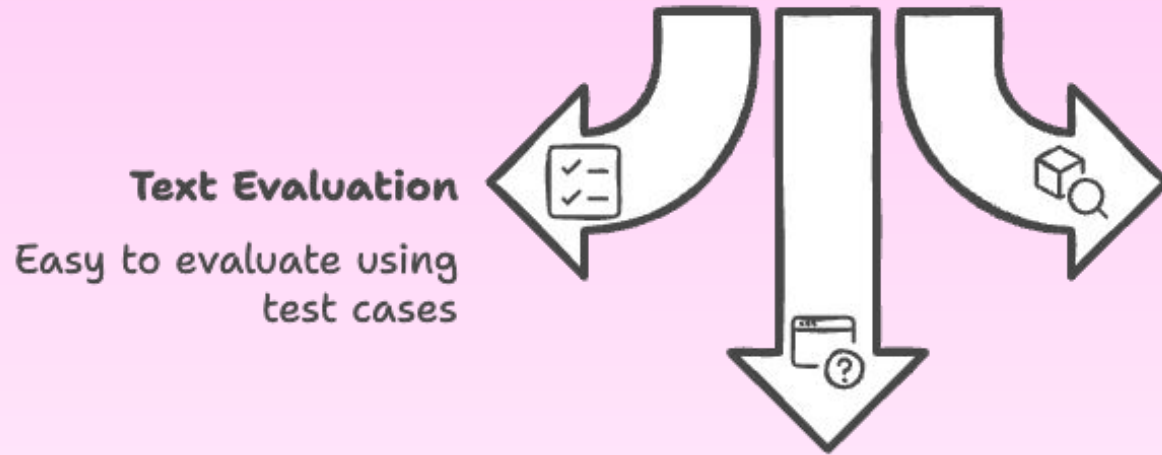 Text Evaluation
Easy to evaluate using
test cases
?